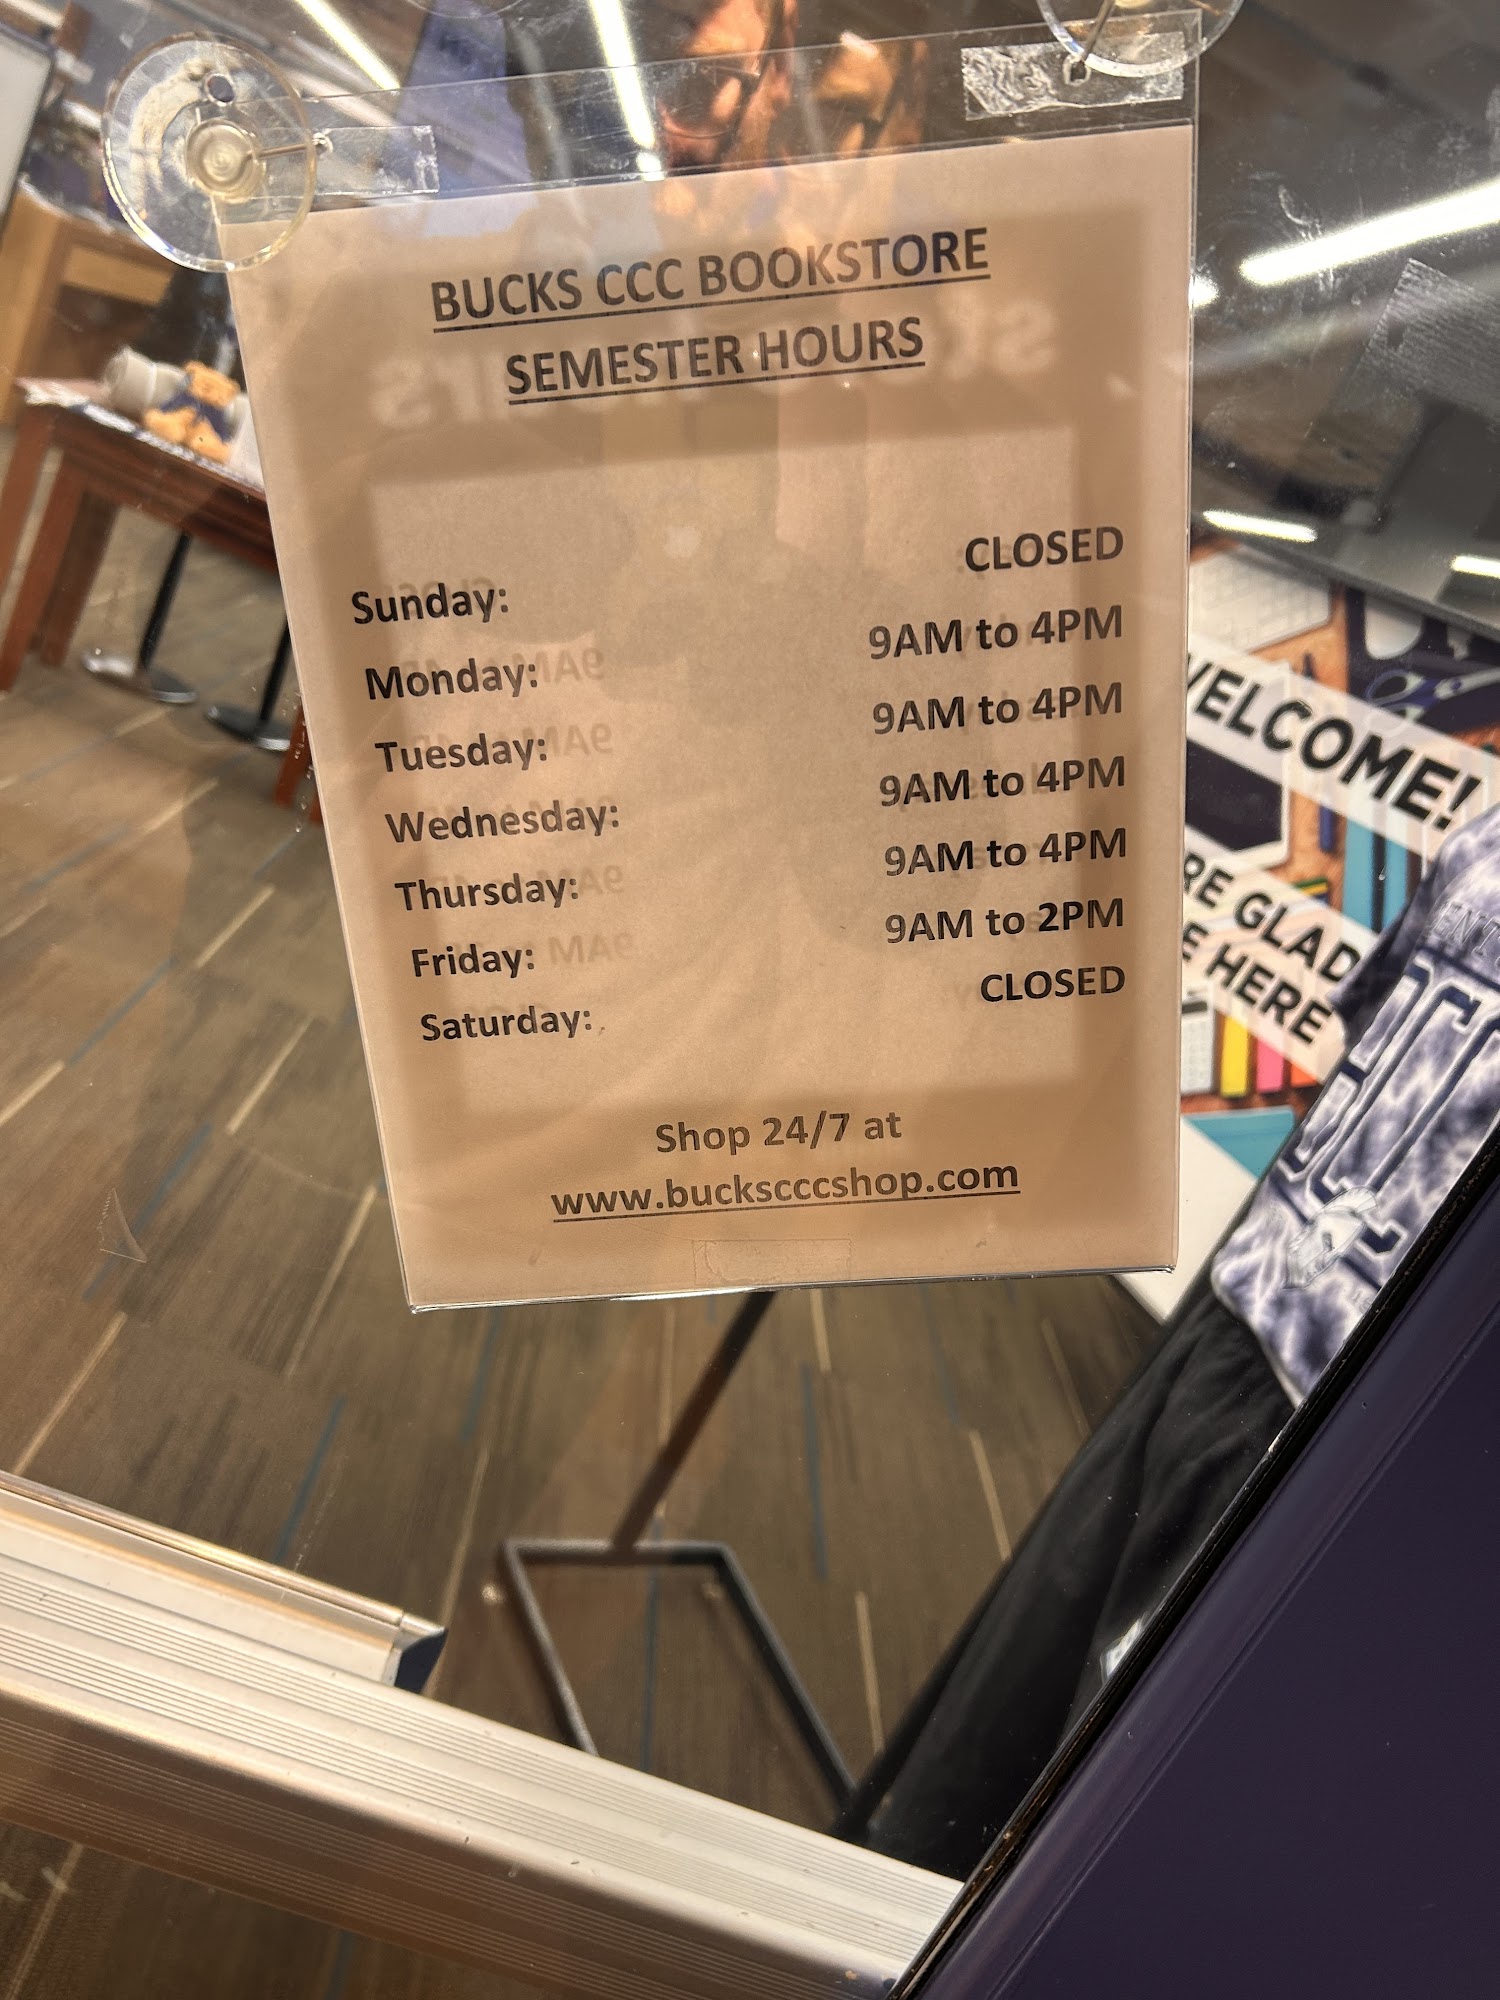 BUCKS CCC BOOKSTORE
SEMESTER HOURS
Sunday: CLOSED
Monday: 9AM to 4PM
Tuesday: 9AM to 4PM
Wednesday: 9AM to 4PM
Thursday: 9AM to 4PM
Friday: 9AM to 2PM
Saturday: CLOSED
Shop 24/7 at
www.buckscccshop.com
WELCOME!
RE GLAD
E HERE